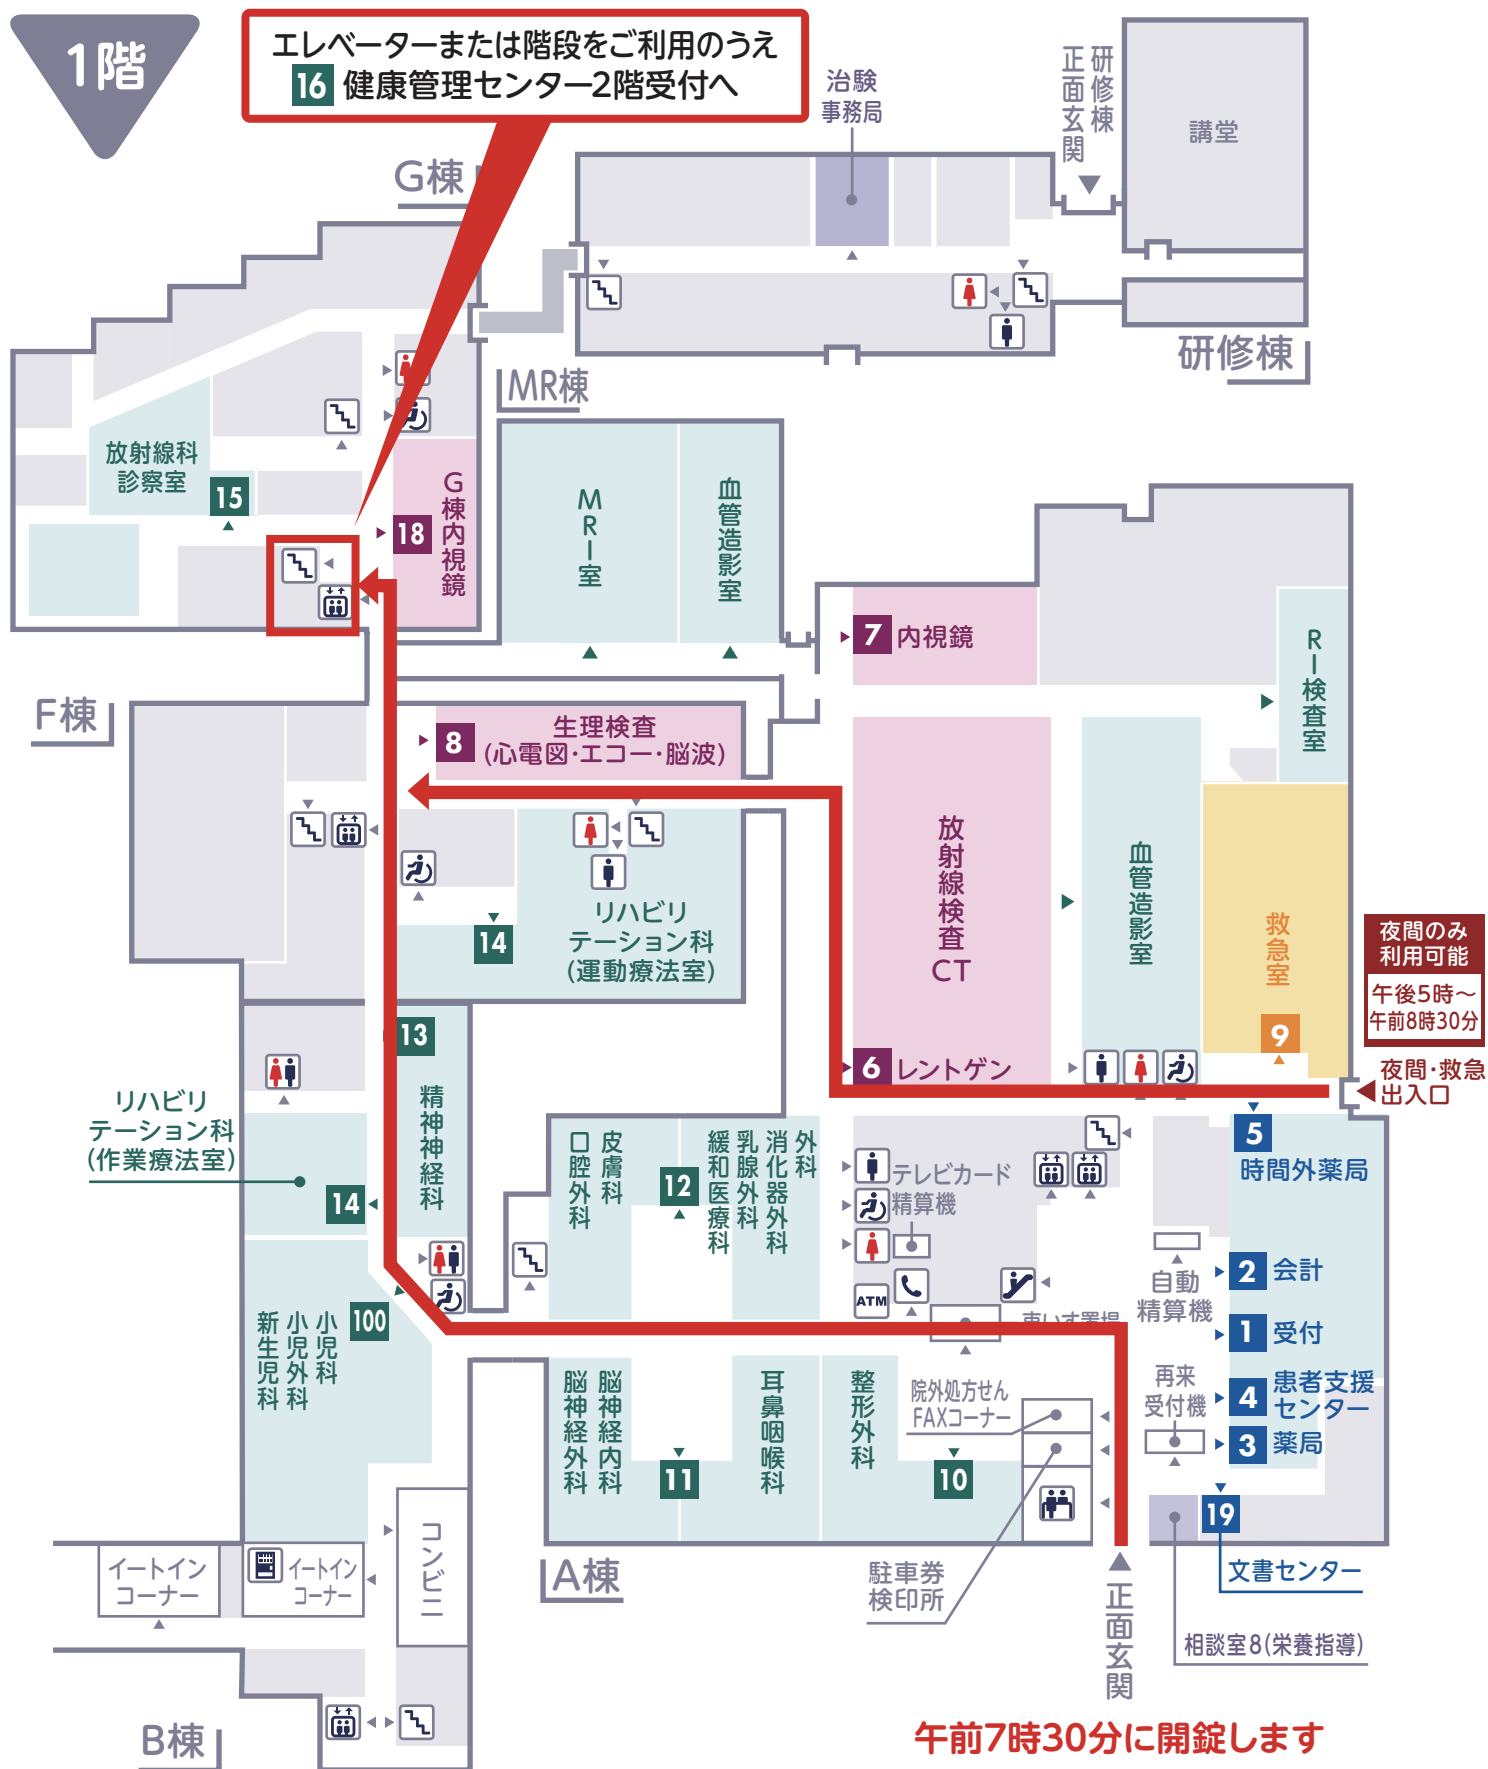 1階
エレベーターまたは階段をご利用のうえ
16 健康管理センター2階受付へ
治験
事務局
研修棟
正面玄関
講堂
G棟
研修棟
MR棟
放射線科
診察室
15
18
G棟内視鏡
MRI室
血管造影室
7 内視鏡
RI検査室
F棟
8 生理検査
(心電図・エコー・脳波)
放射線検査
CT
血管造影室
救急室
9
夜間のみ
利用可能
午後5時〜
午前8時30分
夜間・救急
出入口
リハビリ
テーション科
(運動療法室)
14
13
精神神経科
6 レントゲン
リハビリ
テーション科
(作業療法室)
14
皮膚科
口腔外科
12
外科
消化器外科
乳腺外科
緩和医療科
テレビカード
精算機
ATM
5
時間外薬局
自動
精算機
2 会計
1 受付
再来
受付機
4 患者支援
センター
3 薬局
100
小児科
小児外科
新生児科
脳神経内科
脳神経外科
11
耳鼻咽喉科
整形外科
10
院外処方せん
FAXコーナー
19
文書センター
コンビニ
イートイン
コーナー
イートイン
コーナー
A棟
駐車券
検印所
正面玄関
相談室8(栄養指導)
B棟
午前7時30分に開錠します